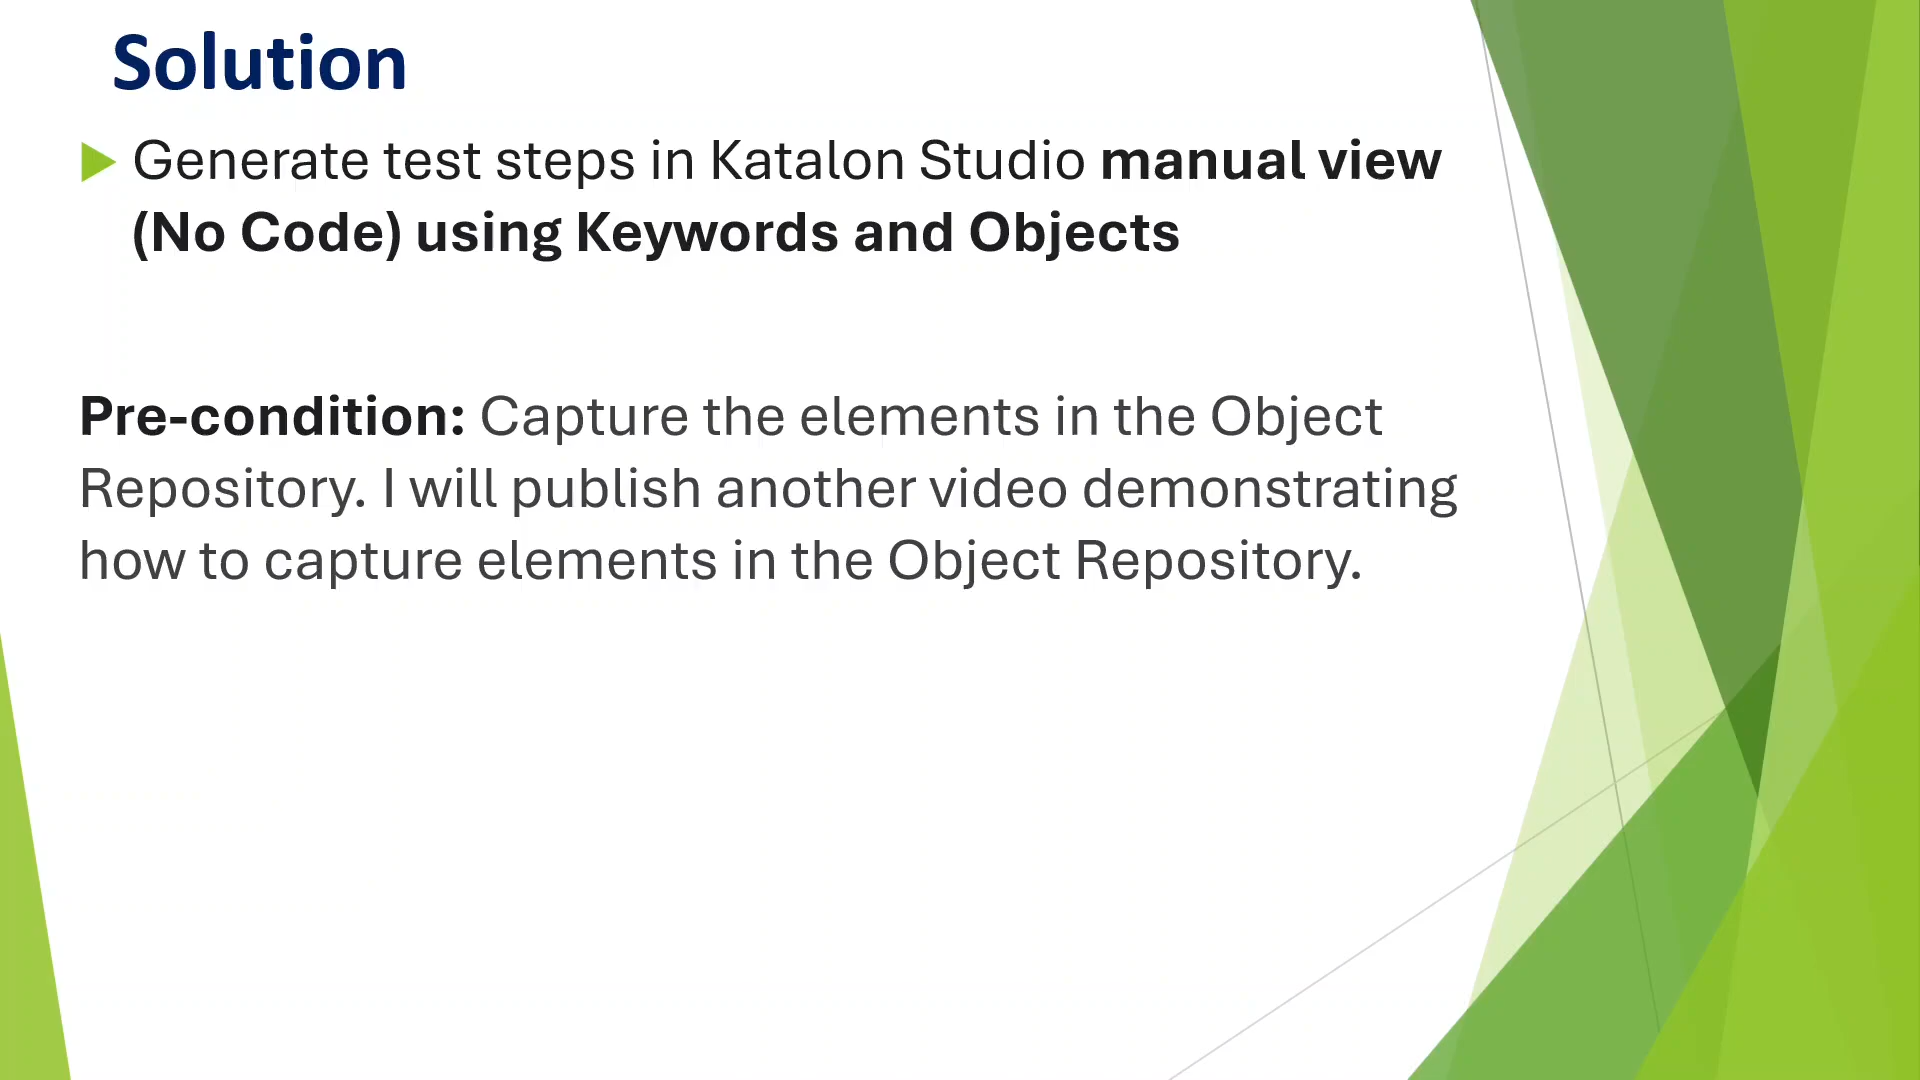 Solution
Generate test steps in Katalon Studio manual view
(No Code) using Keywords and Objects
Pre-condition: Capture the elements in the Object
Repository. I will publish another video demonstrating
how to capture elements in the Object Repository.